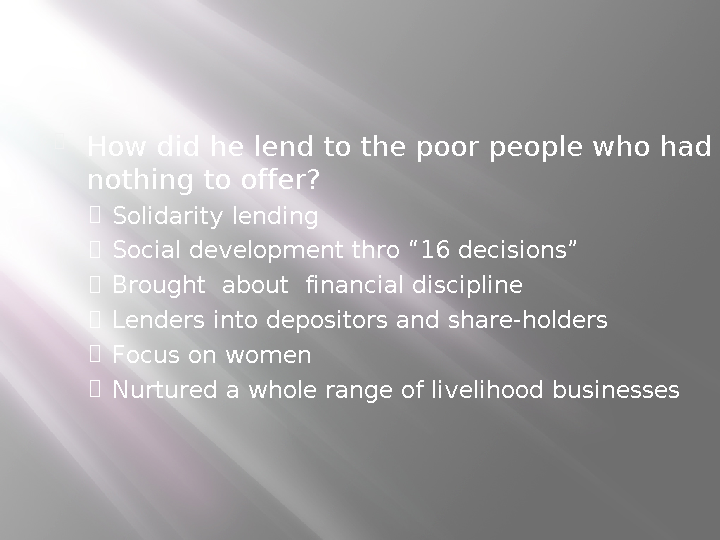 How did he lend to the poor people who had
nothing to offer?
Solidarity lending
Social development thro “16 decisions”
Brought about financial discipline
Lenders into depositors and share-holders
Focus on women
Nurtured a whole range of livelihood businesses